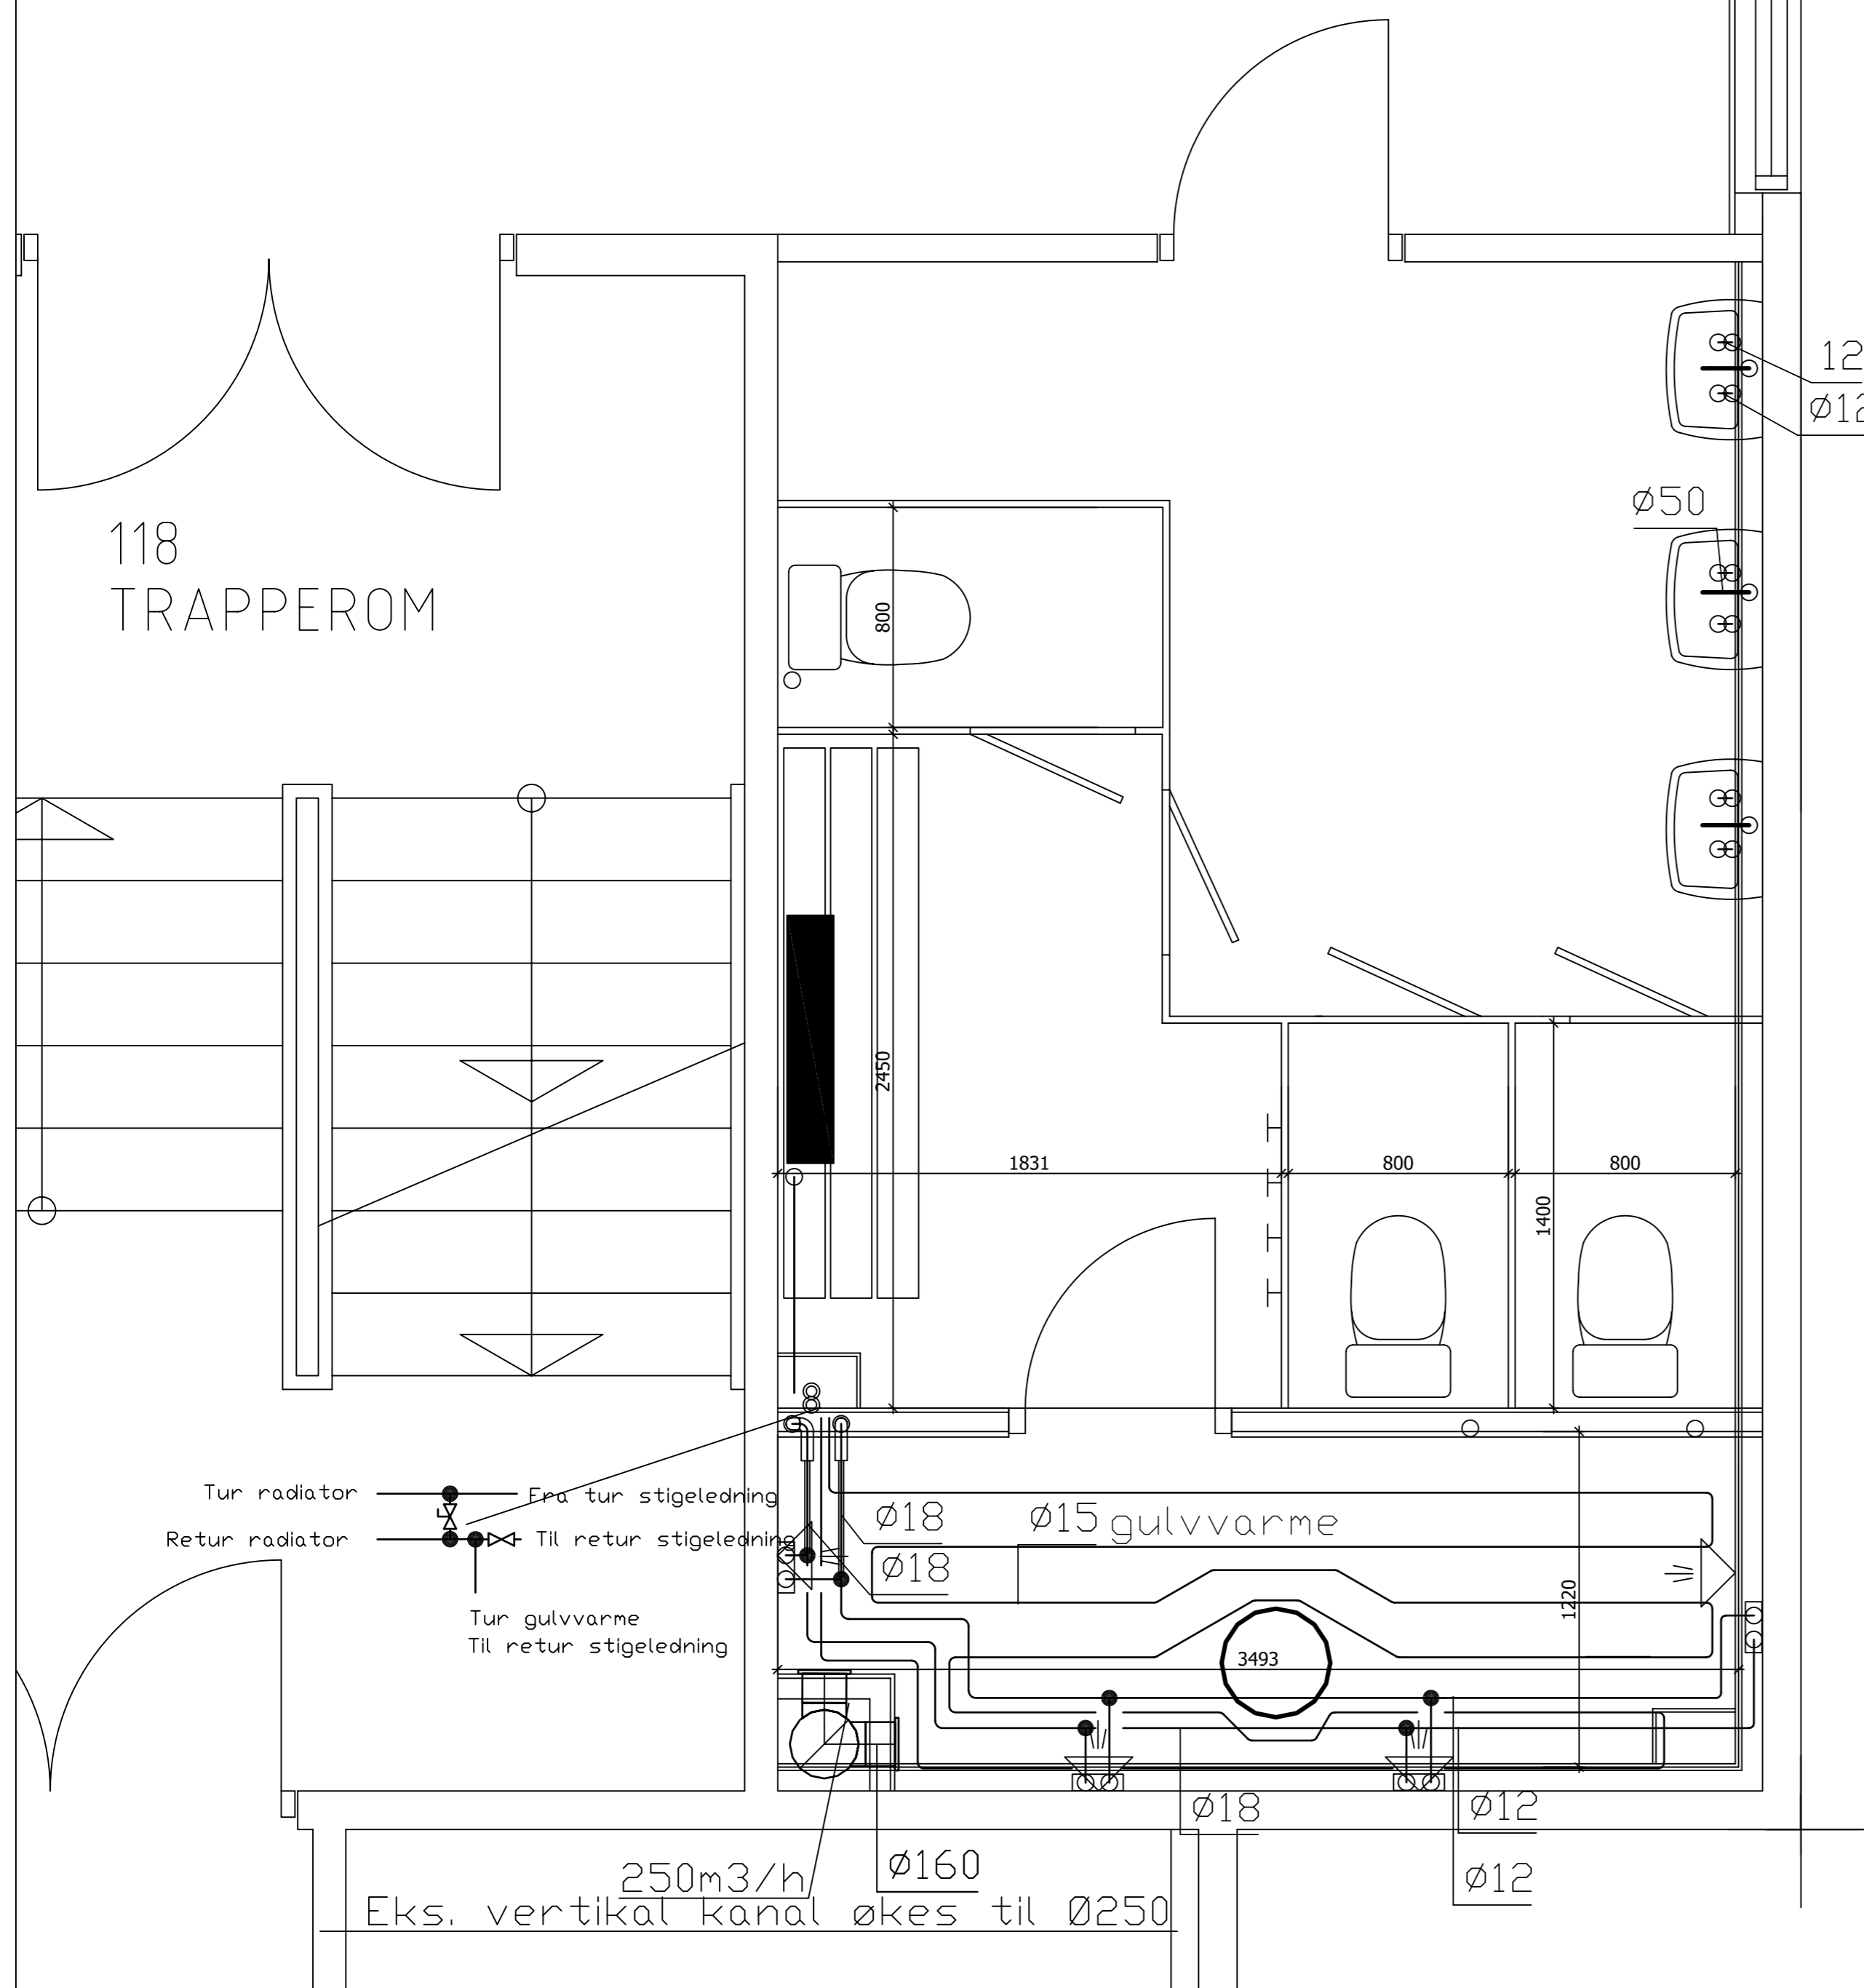 12
Ø12
Ø50
118
TRAPPEROM
800
2450
1831
800
800
1400
Tur radiator
Fra tur stigeledning
Retur radiator
Til retur stigeledning
Ø18
Ø15 gulvvarme
Ø18
1220
Tur gulvvarme
Til retur stigeledning
3493
Ø18
Ø12
Ø12
250m3/h
Ø160
Eks. vertikal kanal økes til Ø250